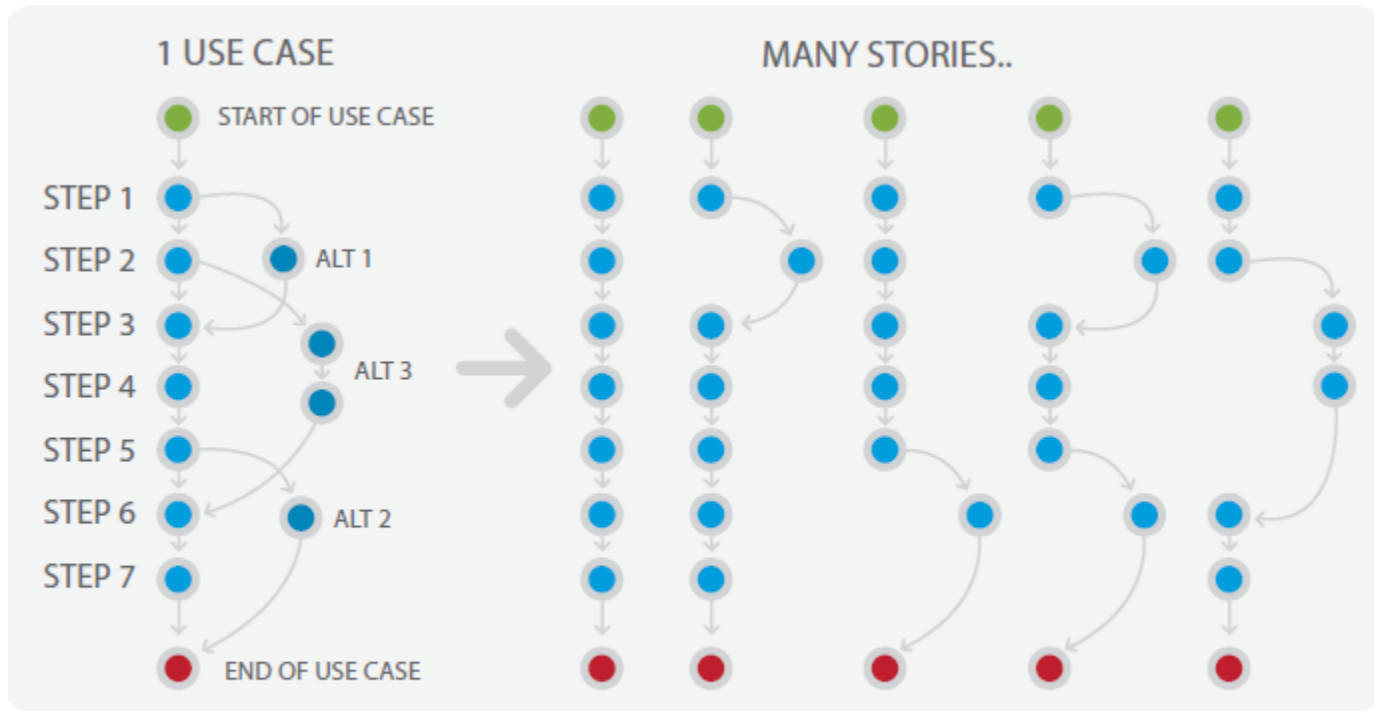 1 USE CASE
MANY STORIES..
START OF USE CASE
STEP 1
STEP 2
ALT 1
STEP 3
ALT 3
STEP 4
STEP 5
STEP 6
ALT 2
STEP 7
END OF USE CASE